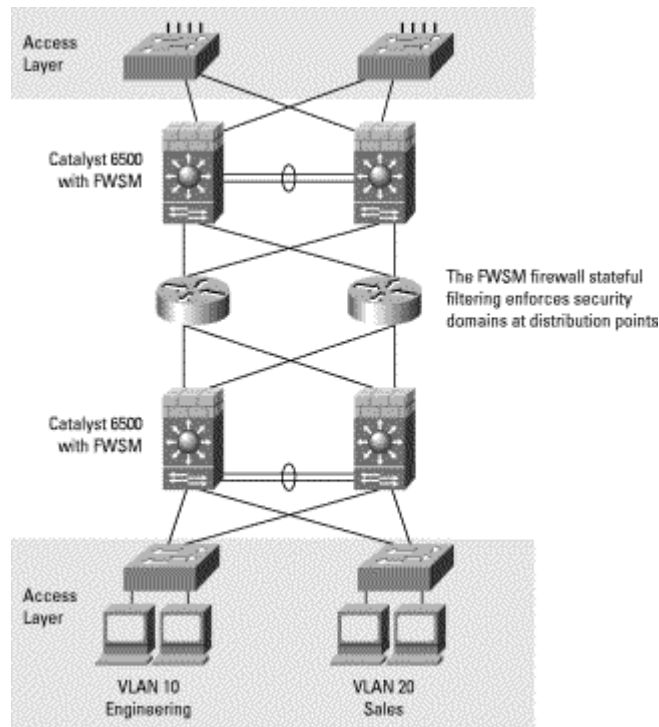 Access
Layer
Catalyst 6500
with FWSM
The FWSM firewall stateful
filtering enforces security
domains at distribution points
Catalyst 6500
with FWSM
Access
Layer
VLAN 10
Engineering
VLAN 20
Sales